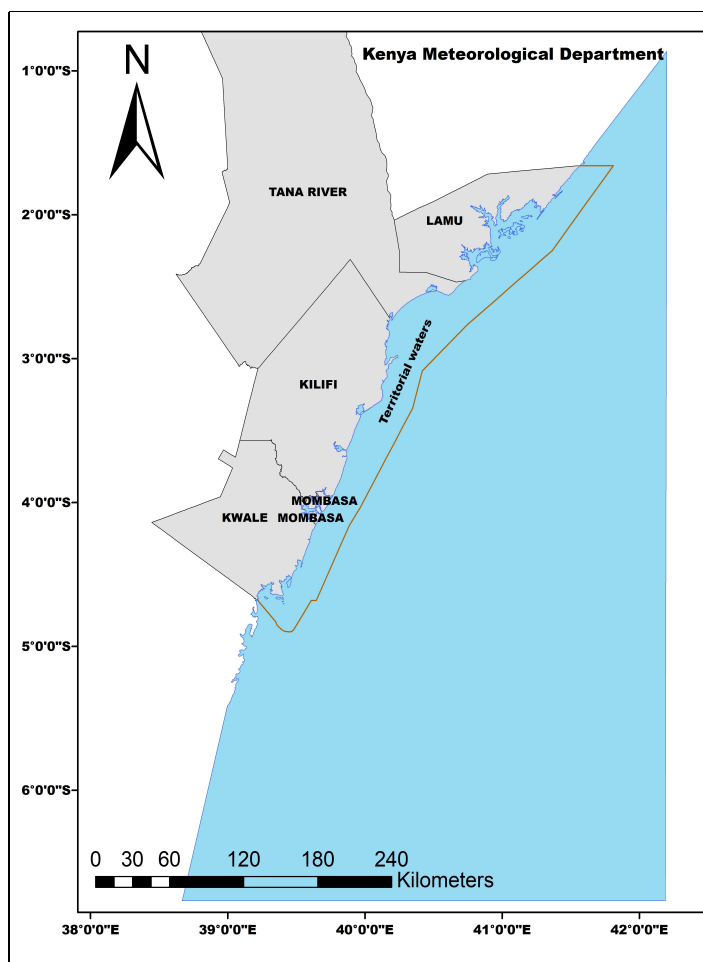 Kenya Meteorological Department
N
1°0'0"S
2°0'0"S
3°0'0"S
4°0'0"S
5°0'0"S
6°0'0"S
TANA RIVER
LAMU
Territorial waters
KILIFI
MOMBASA
KWALE MOMBASA
0 30 60 120 180 240
Kilometers
38°0'0"E 39°0'0"E 40°0'0"E 41°0'0"E 42°0'0"E